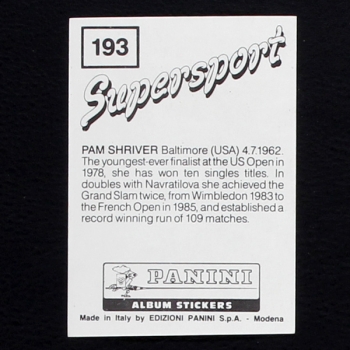 193
Supersport
PAM SHRIVER Baltimore (USA) 4.7.1962.
The youngest-ever finalist at the US Open in
1978, she has won ten singles titles. In
doubles with Navratilova she achieved the
Grand Slam twice, from Wimbledon 1983 to
the French Open in 1985, and established a
record winning run of 109 matches.
PANINI
ALBUM STICKERS
Made in Italy by EDIZIONI PANINI S.p.A. - Modena